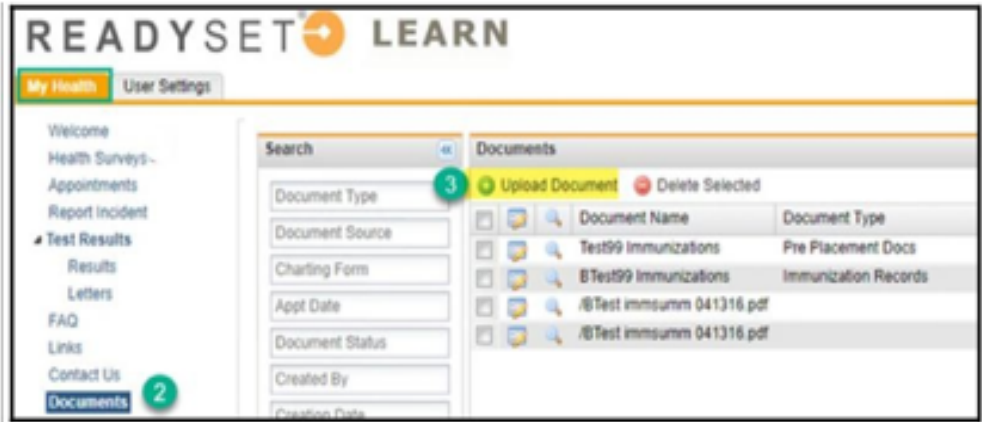 READYSET LEARN
My Health User Settings
Welcome
Health Surveys
Appointments
Report Incident
Test Results
Results
Letters
FAQ
Links
Contact Us
Documents 2
Search
Document Type
Document Source
Charting Form
Appt Date
Document Status
Created By
Creation Date
Documents
3 Upload Document Delete Selected
Document Name Document Type
Test99 Immunizations Pre Placement Docs
BTest99 Immunizations Immunization Records
/BTest immsumm 041316.pdf
/BTest immsumm 041316.pdf